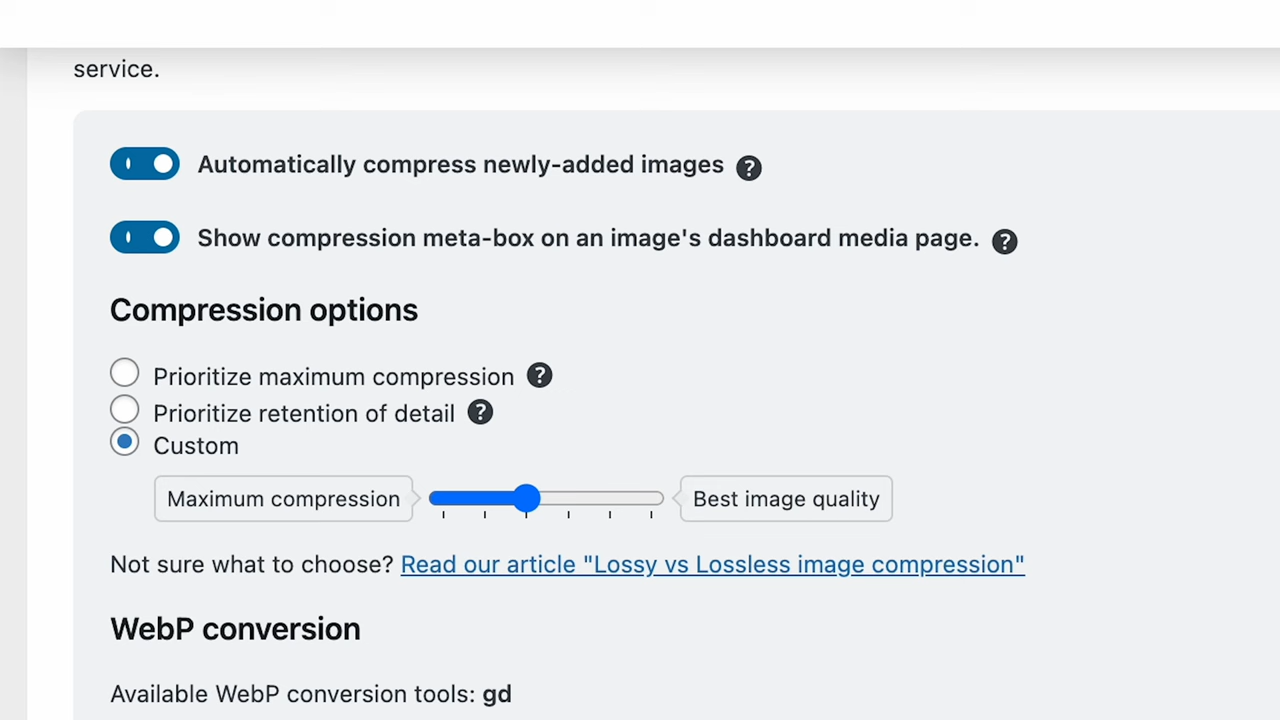 service.
Automatically compress newly-added images ?
Show compression meta-box on an image's dashboard media page. ?
Compression options
Prioritize maximum compression ?
Prioritize retention of detail ?
Custom
Maximum compression Best image quality
Not sure what to choose? Read our article "Lossy vs Lossless image compression"
WebP conversion
Available WebP conversion tools: gd